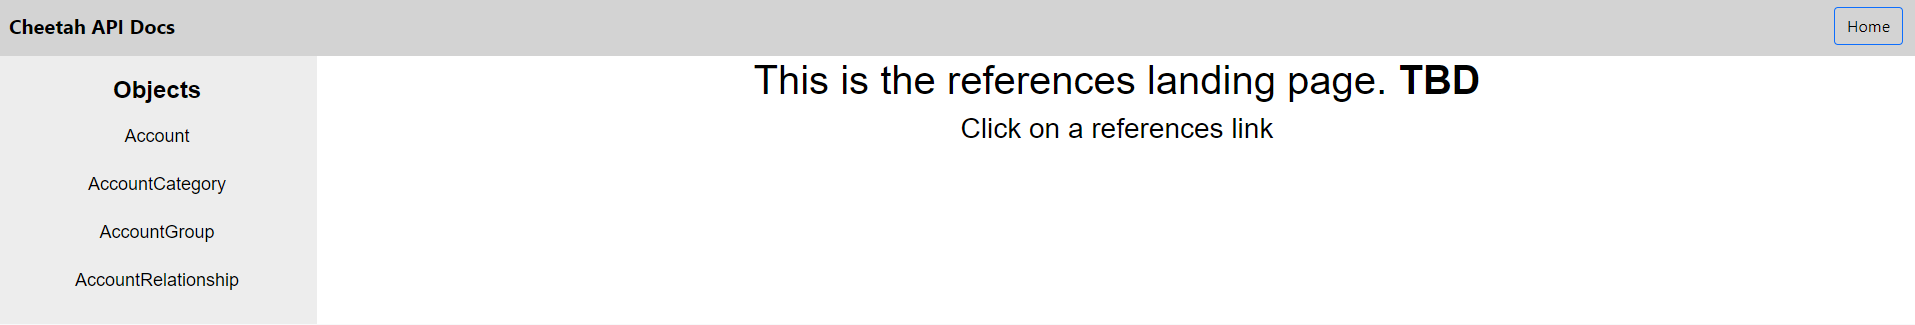 Cheetah API Docs
Home
Objects
Account
AccountCategory
AccountGroup
AccountRelationship
This is the references landing page. TBD
Click on a references link